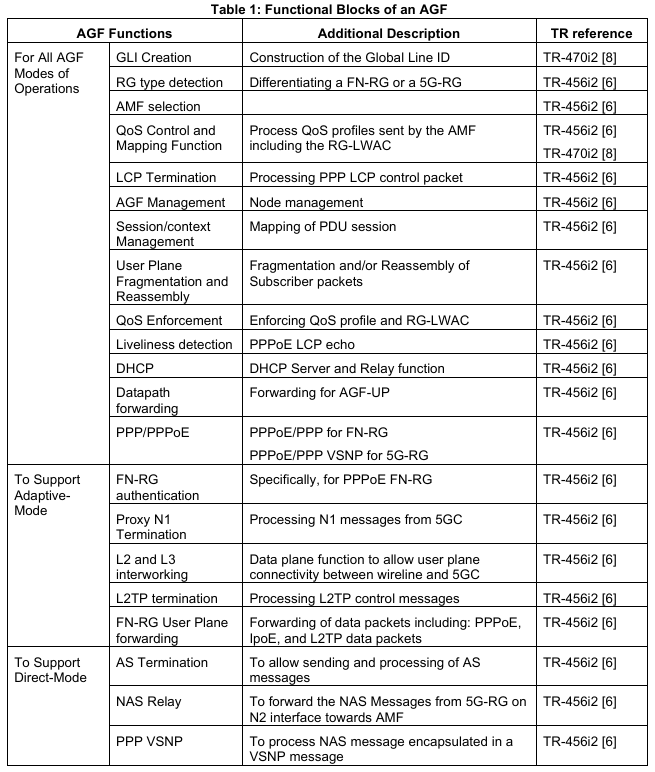 Table 1: Functional Blocks of an AGF
AGF Functions Additional Description TR reference
For All AGF
Modes of
Operations
GLI Creation Construction of the Global Line ID TR-470i2 [8]
RG type detection Differentiating a FN-RG or a 5G-RG TR-456i2 [6]
AMF selection TR-456i2 [6]
QoS Control and
Mapping Function
Process QoS profiles sent by the AMF
including the RG-LWAC
TR-456i2 [6]
TR-470i2 [8]
LCP Termination Processing PPP LCP control packet TR-456i2 [6]
AGF Management Node management TR-456i2 [6]
Session/context
Management
Mapping of PDU session TR-456i2 [6]
User Plane
Fragmentation and
Reassembly
Fragmentation and/or Reassembly of
Subscriber packets
TR-456i2 [6]
QoS Enforcement Enforcing QoS profile and RG-LWAC TR-456i2 [6]
Liveliness detection PPPoE LCP echo TR-456i2 [6]
DHCP DHCP Server and Relay function TR-456i2 [6]
Datapath
forwarding
Forwarding for AGF-UP TR-456i2 [6]
PPP/PPPoE PPPoE/PPP for FN-RG TR-456i2 [6]
PPPoE/PPP VSNP for 5G-RG
To Support
Adaptive-
Mode
FN-RG
authentication
Specifically, for PPPoE FN-RG TR-456i2 [6]
Proxy N1
Termination
Processing N1 messages from 5GC TR-456i2 [6]
L2 and L3
interworking
Data plane function to allow user plane
connectivity between wireline and 5GC
TR-456i2 [6]
L2TP termination Processing L2TP control messages TR-456i2 [6]
FN-RG User Plane
forwarding
Forwarding of data packets including: PPPoE,
IpoE, and L2TP data packets
TR-456i2 [6]
To Support
Direct-Mode
AS Termination To allow sending and processing of AS
messages
TR-456i2 [6]
NAS Relay To forward the NAS Messages from 5G-RG on
N2 interface towards AMF
TR-456i2 [6]
PPP VSNP To process NAS message encapsulated in a
VSNP message
TR-456i2 [6]